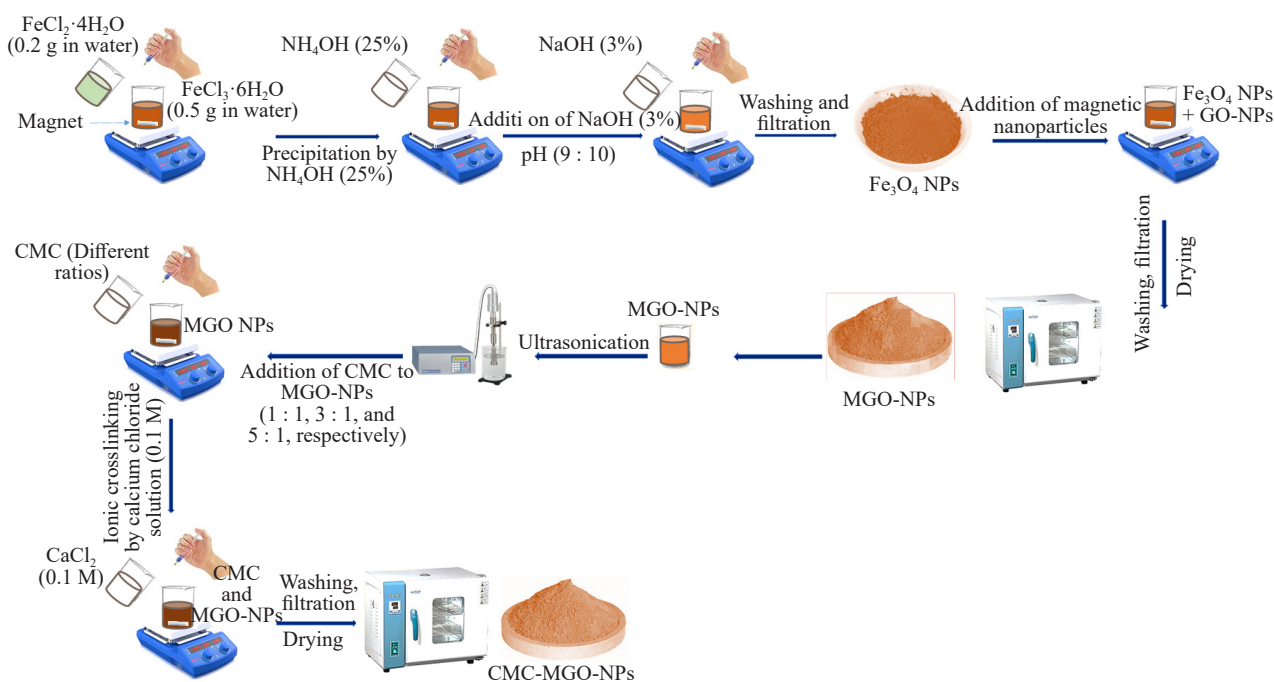 FeCl₂·4H₂O
(0.2 g in water)
FeCl₃·6H₂O
(0.5 g in water)
Magnet
Precipitation by
NH₄OH (25%)
NH₄OH (25%)
Additi on of NaOH (3%)
pH (9 : 10)
NaOH (3%)
Washing and
filtration
Fe₃O₄ NPs
Addition of magnetic
nanoparticles
Fe₃O₄ NPs
+ GO-NPs
Washing, filtration
Drying
MGO-NPs
MGO-NPs
Ultrasonication
Addition of CMC to
MGO-NPs
(1 : 1, 3 : 1, and
5 : 1, respectively)
CMC (Different
ratios)
MGO NPs
Ionic crosslinking
by calcium chloride
solution (0.1 M)
CaCl₂
(0.1 M)
CMC
and
MGO-NPs
Washing,
filtration
Drying
CMC-MGO-NPs